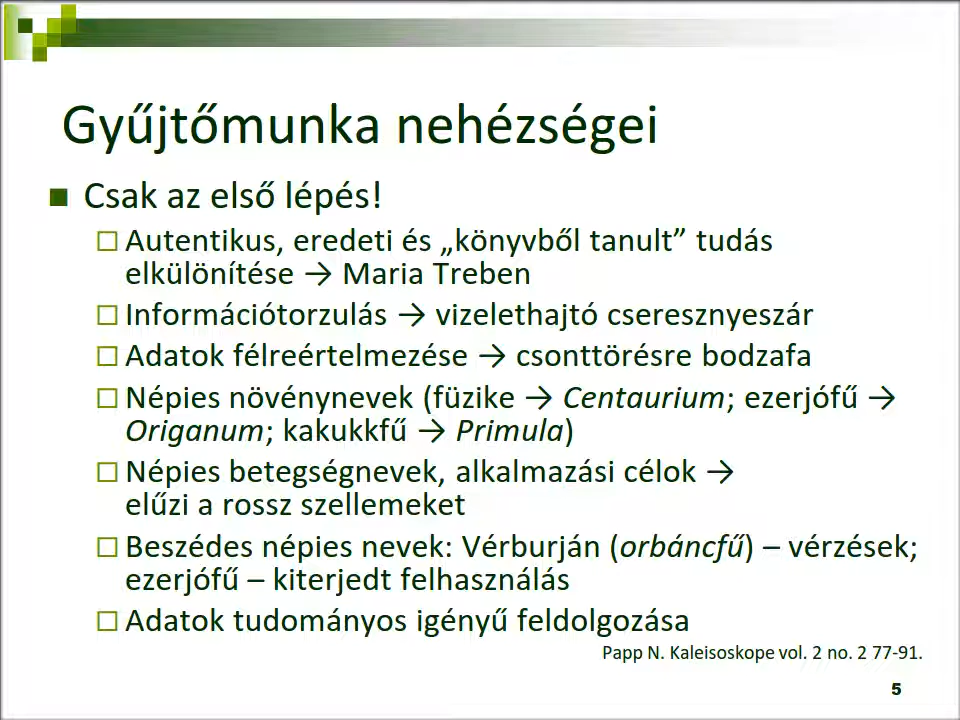 Gyűjtőmunka nehézségei
Csak az első lépés!
Autentikus, eredeti és „könyvből tanult” tudás
elkülönítése → Maria Treben
Információtorzulás → vizelethajtó cseresznyeszár
Adatok félreértelmezése → csonttörésre bodzafa
Népies növénynevek (füzike → Centaurium; ezerjófű →
Origanum; kakukkfű → Primula)
Népies betegségnevek, alkalmazási célok →
elűzi a rossz szellemeket
Beszédes népies nevek: Vérburján (orbáncfű) – vérzések;
ezerjófű – kiterjedt felhasználás
Adatok tudományos igényű feldolgozása
Papp N. Kaleisoskope vol. 2 no. 2 77-91.
5